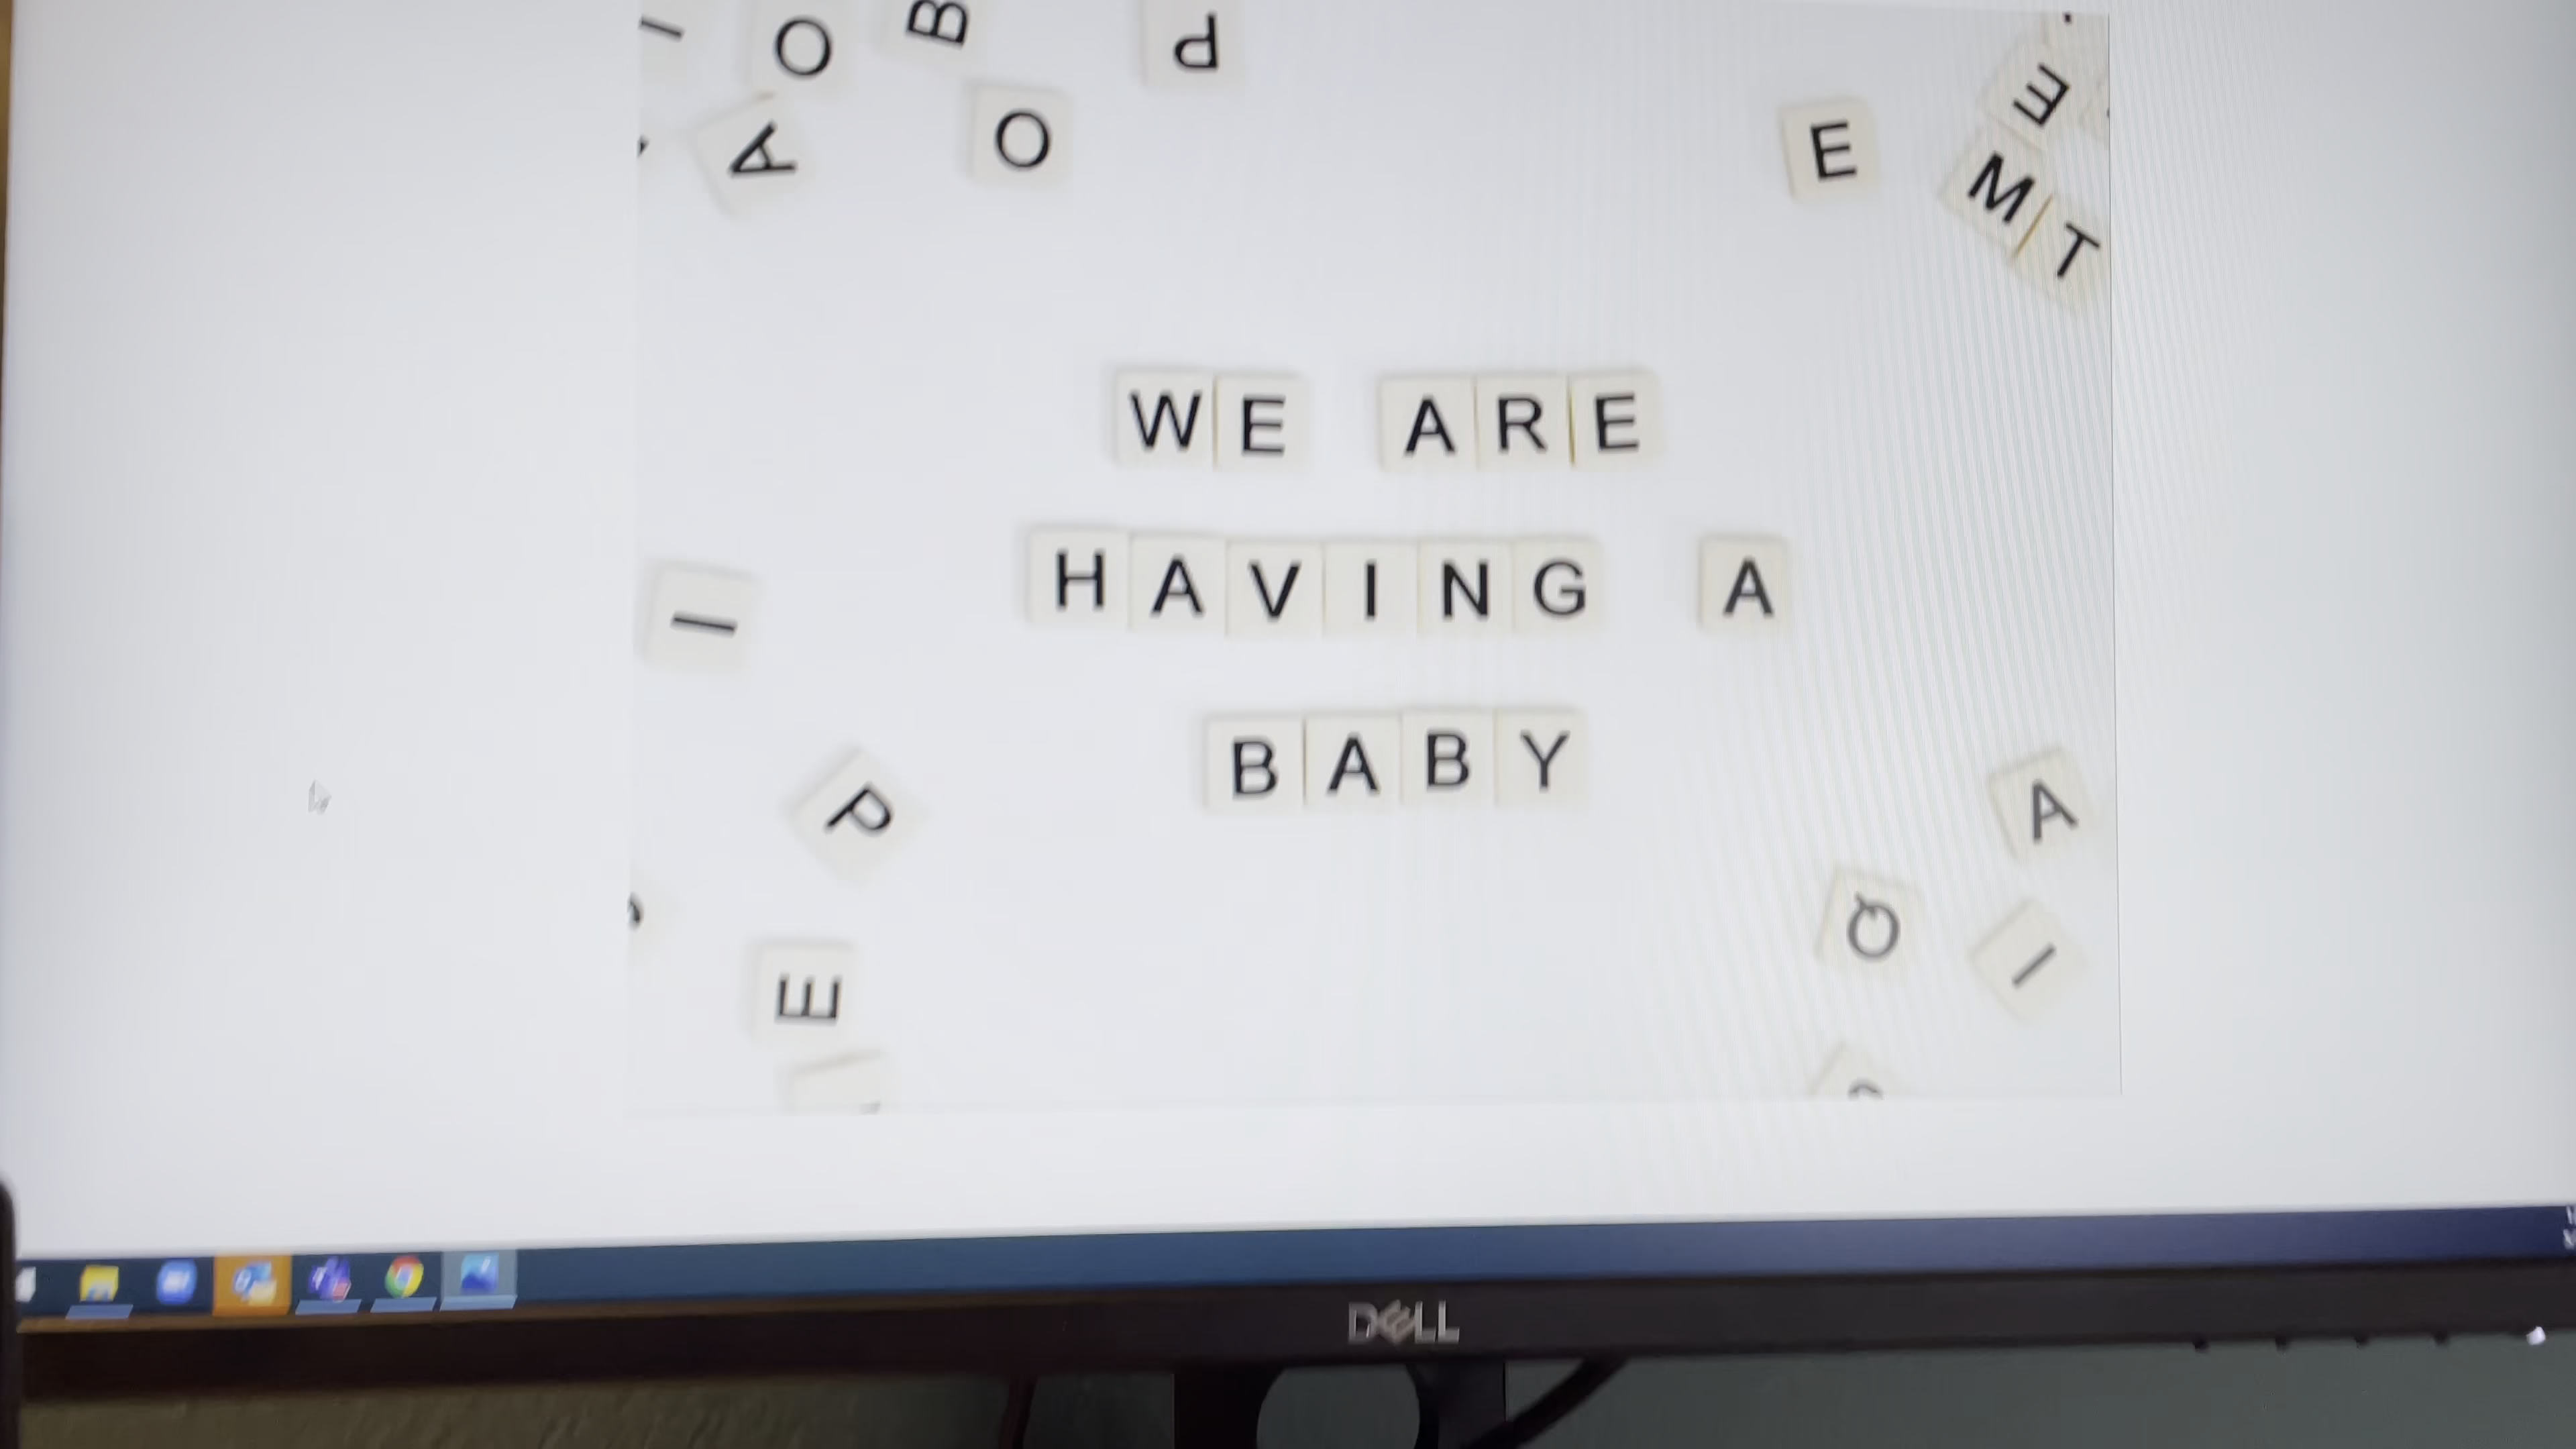 I O B P
A O E E
M T
WE ARE
HAVING A
I
BABY
P A
Q
E I
DELL